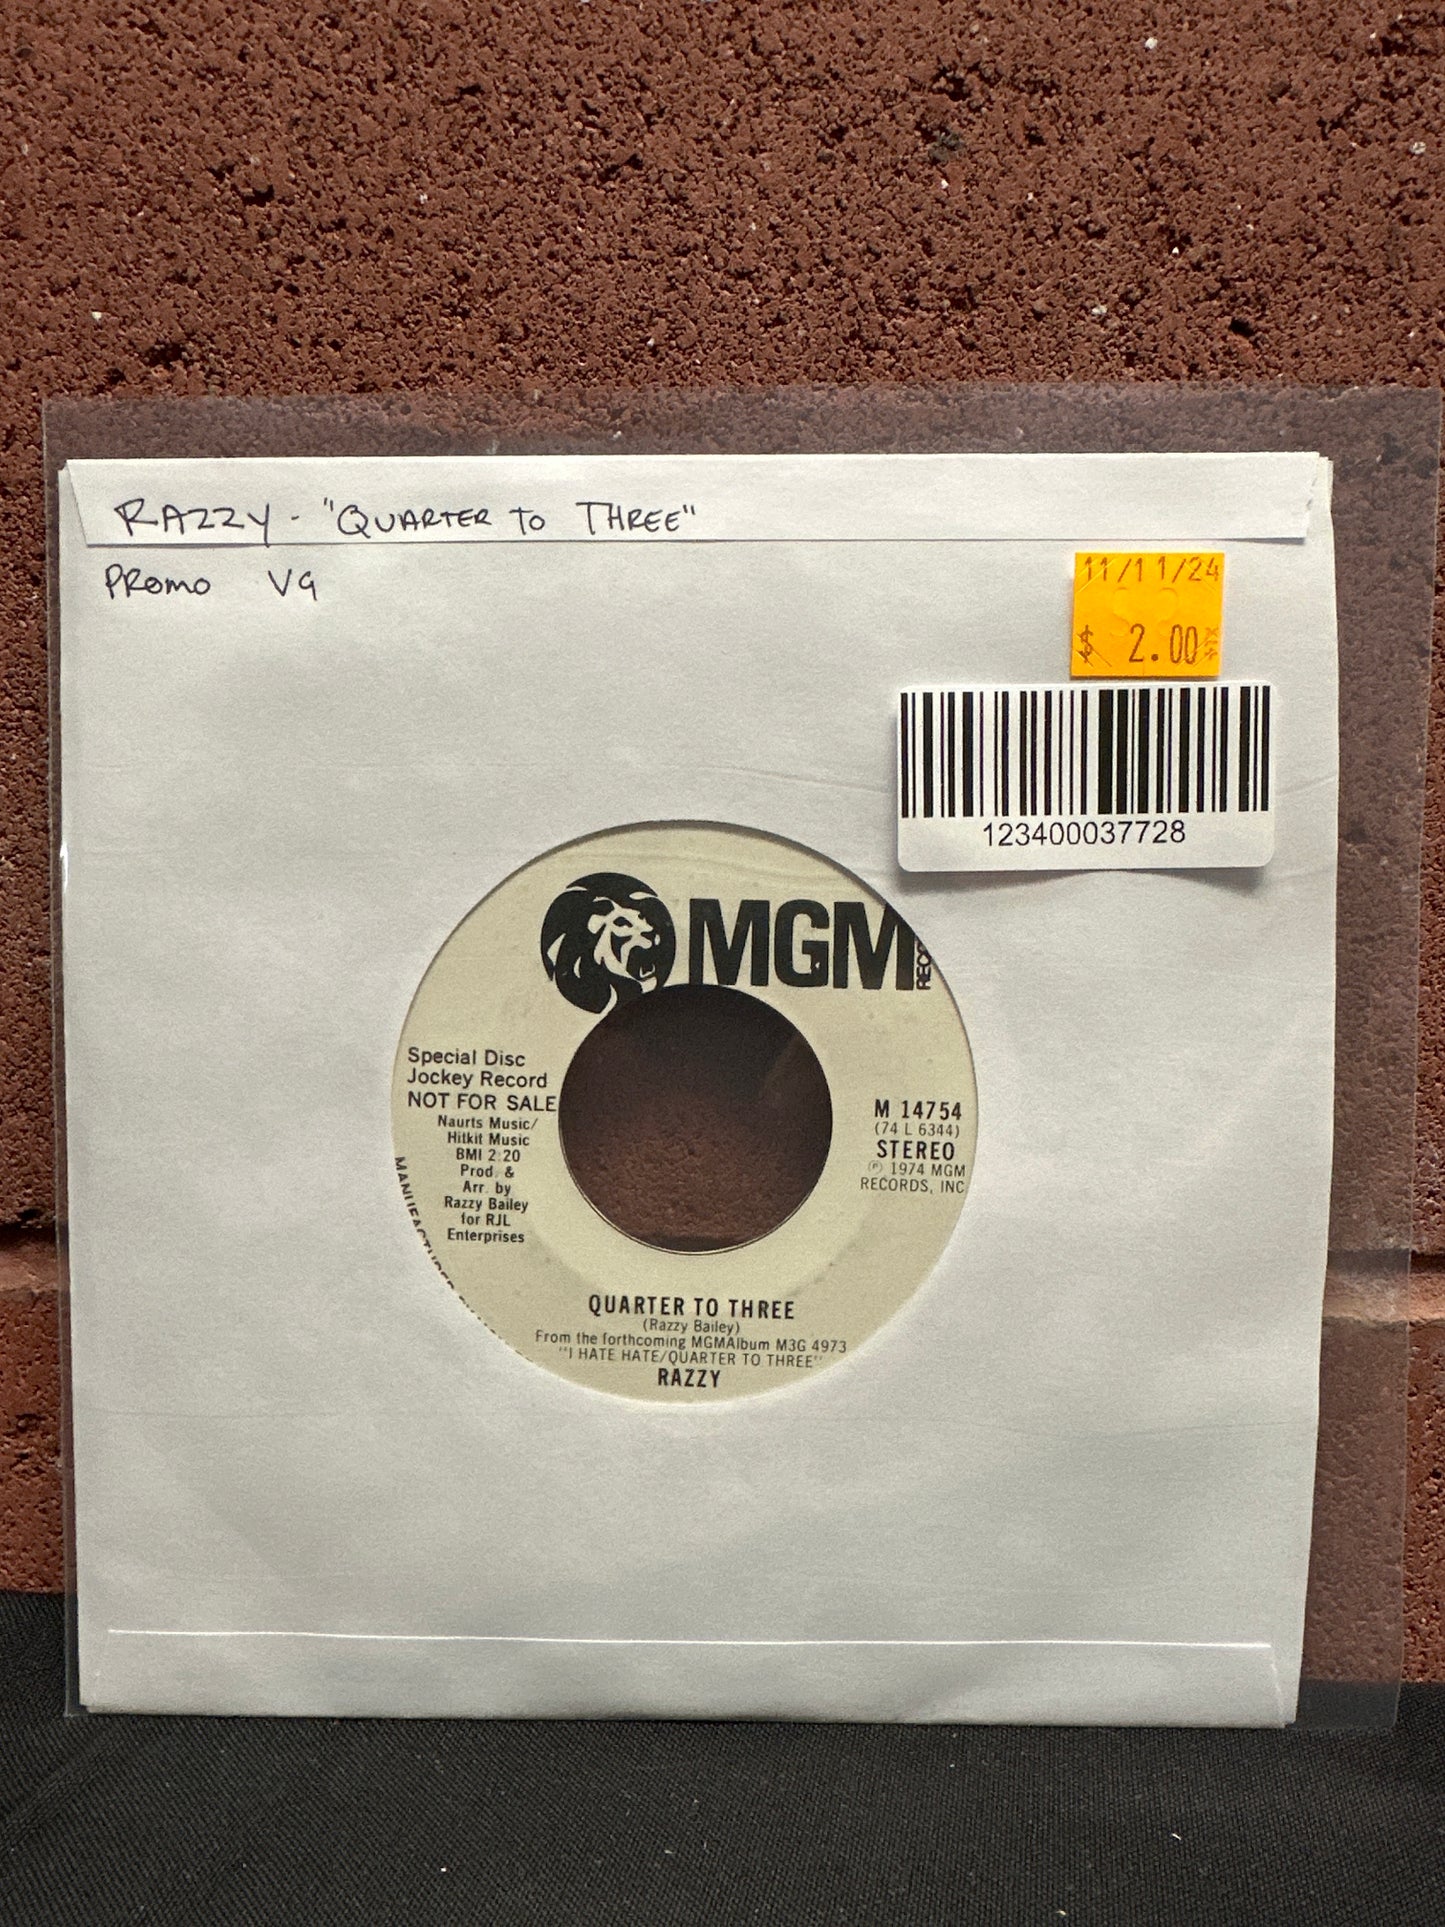 RAZZY - "QUARTER TO THREE"
PROMO VG
11/11/24
$ 2.00
123400037728
MGM
RECO
Special Disc
Jockey Record
NOT FOR SALE
Naurts Music/
Hitkit Music
BMI 2:20
Prod. &
Arr. by
Razzy Bailey
for RJL
Enterprises
M 14754
(74 L 6344)
STEREO
℗ 1974 MGM
RECORDS, INC
MANUFACTURED
QUARTER TO THREE
(Razzy Bailey)
From the forthcoming MGMAlbum M3G 4973
"I HATE HATE/QUARTER TO THREE"
RAZZY